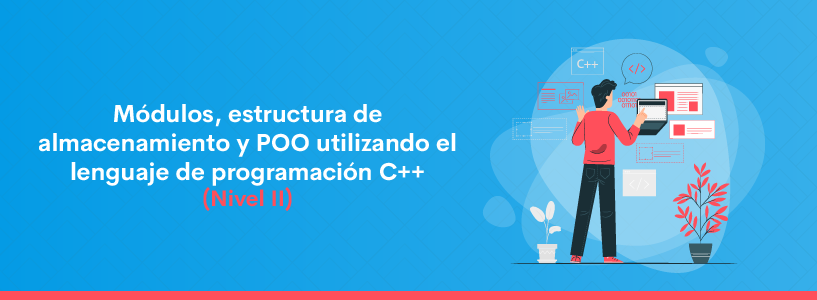 Módulos, estructura de
almacenamiento y POO utilizando el
lenguaje de programación C++
(Nivel II)
C++
</>
</>